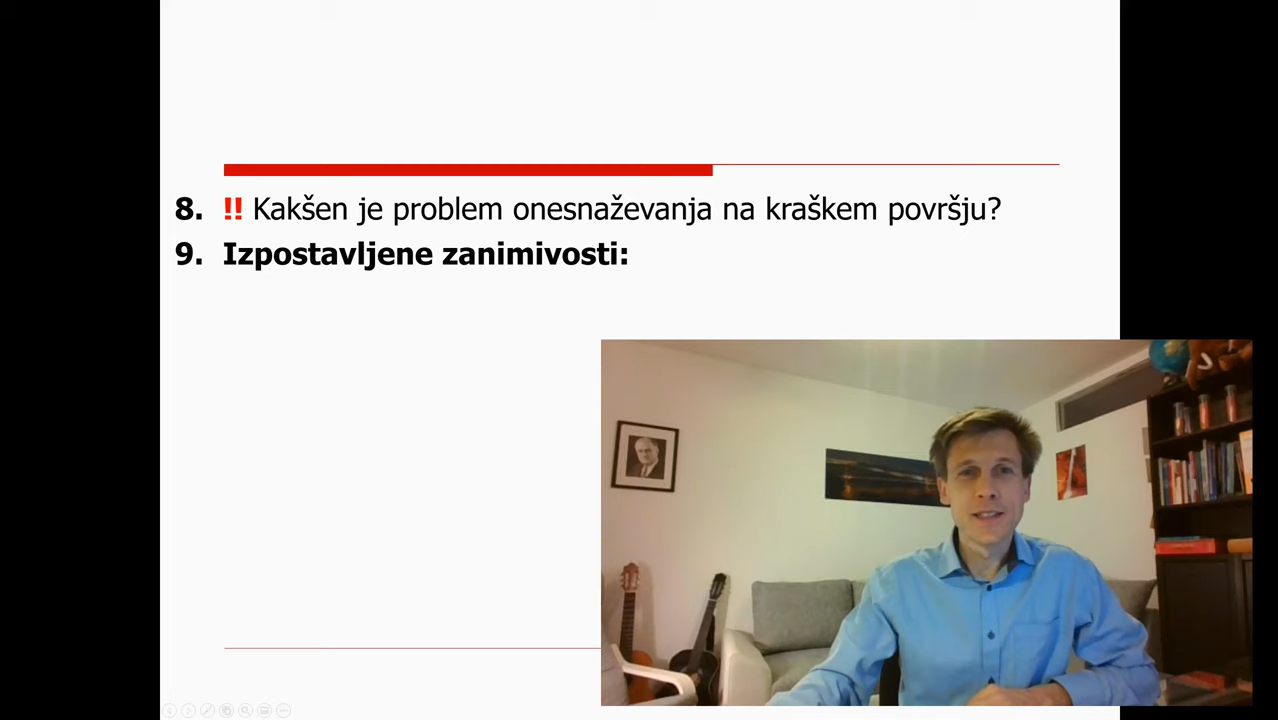 8. !! Kakšen je problem onesnaževanja na kraškem površju?
9. Izpostavljene zanimivosti: